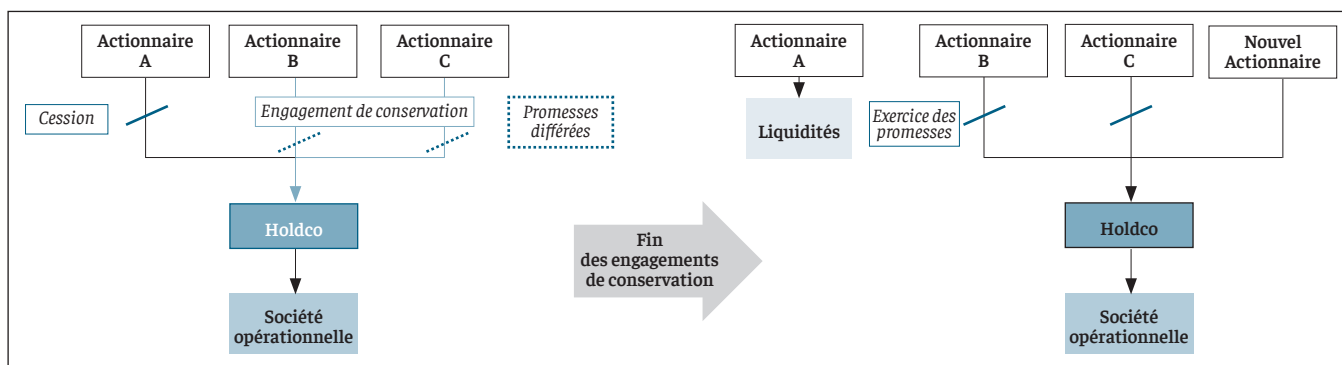 Actionnaire
A
Actionnaire
B
Actionnaire
C
Cession
Engagement de conservation
Promesses
différées
Holdco
Société
opérationnelle
Fin
des engagements
de conservation
Actionnaire
A
Actionnaire
B
Actionnaire
C
Nouvel
Actionnaire
Liquidités
Exercice des
promesses
Holdco
Société
opérationnelle